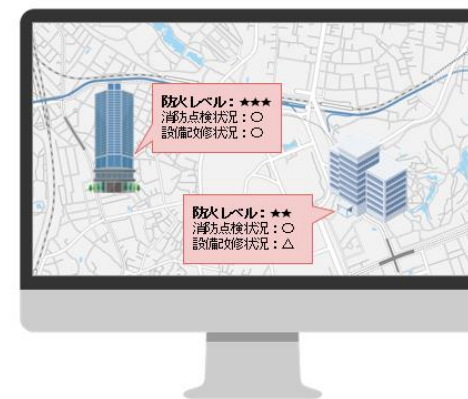 防火レベル：★★★
消防点検状況：○
設備改修状況：○
防火レベル：★★
消防点検状況：○
設備改修状況：△